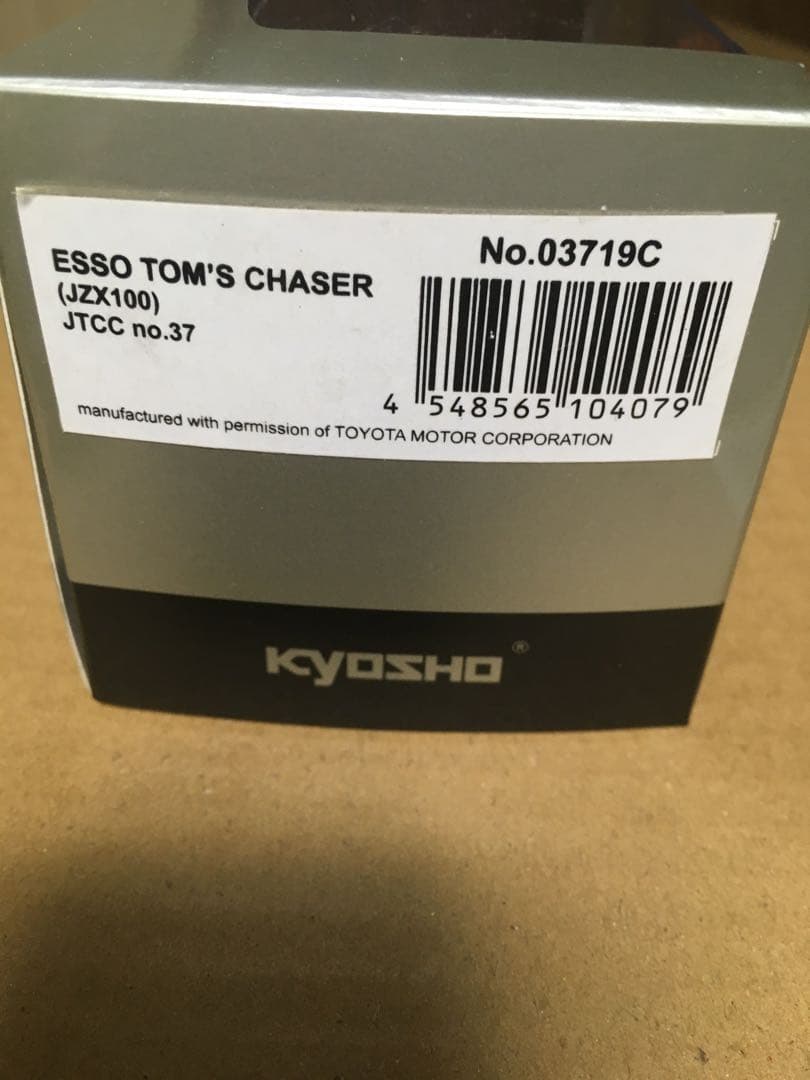 ESSO TOM'S CHASER
(JZX100)
JTCC no.37
No.03719C
4 548565 104079
manufactured with permission of TOYOTA MOTOR CORPORATION
KYOSHO®